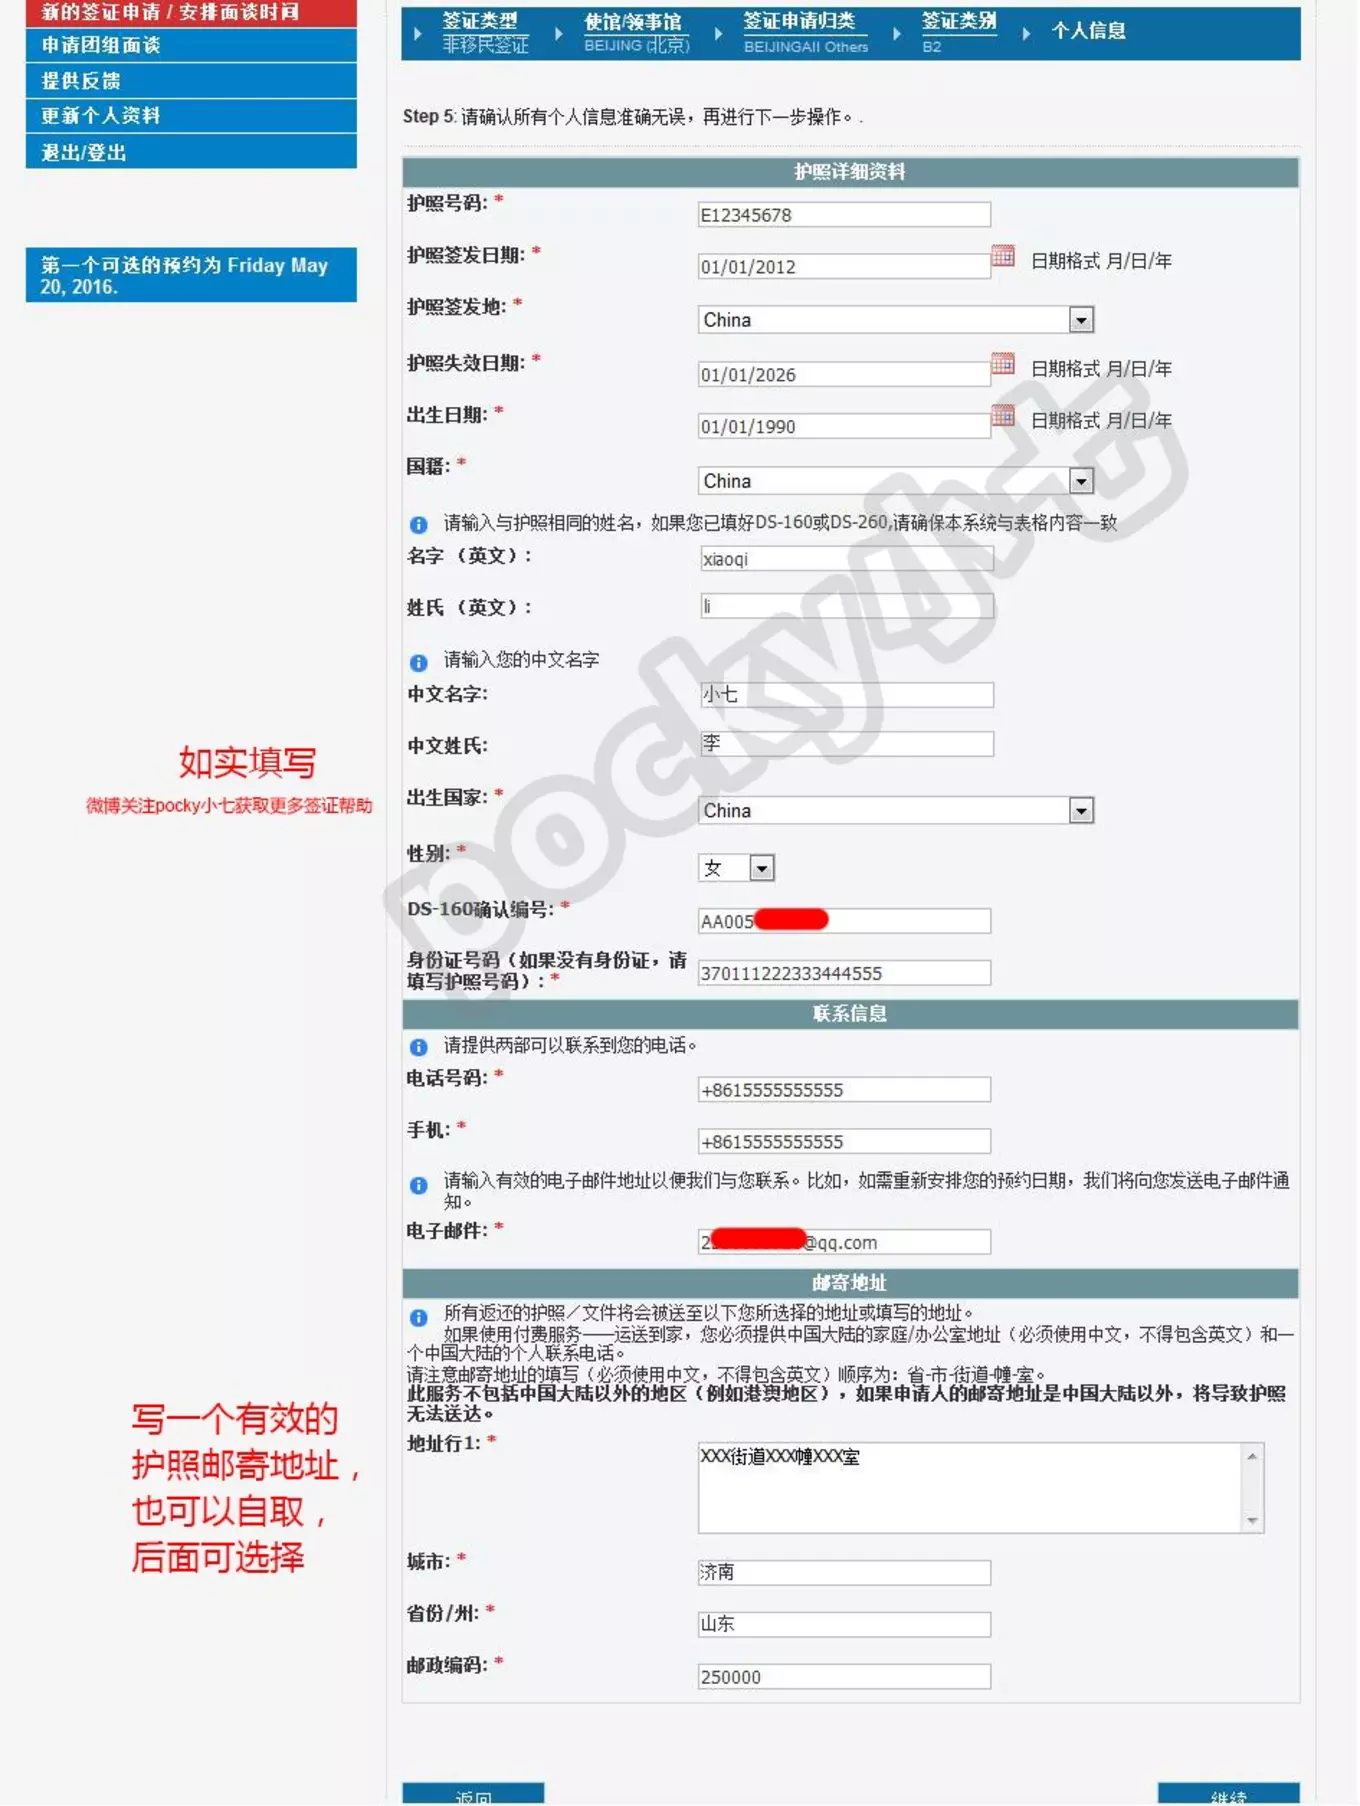 新的签证申请 / 安排面谈时间
申请团组面谈
提供反馈
更新个人资料
退出/登出
第一个可选的预约为 Friday May
20, 2016.
签证类型
非移民签证
使馆/领事馆
BEIJING (北京)
签证申请归类
BEIJINGAll Others
签证类别
B2
个人信息
Step 5: 请确认所有个人信息准确无误，再进行下一步操作。.
护照详细资料
护照号码: *
E12345678
护照签发日期: *
01/01/2012
日期格式 月/日/年
护照签发地: *
China
护照失效日期: *
01/01/2026
日期格式 月/日/年
出生日期: *
01/01/1990
日期格式 月/日/年
国籍: *
China
请输入与护照相同的姓名，如果您已填好DS-160或DS-260,请确保本系统与表格内容一致
名字 （英文）:
xiaoqi
姓氏 （英文）:
li
请输入您的中文名字
中文名字:
小七
中文姓氏:
李
如实填写
微博关注pocky小七获取更多签证帮助
出生国家: *
China
性别: *
女
DS-160确认编号: *
AA005
身份证号码（如果没有身份证，请
填写护照号码）: *
370111222333444555
联系信息
请提供两部可以联系到您的电话。
电话号码: *
+8615555555555
手机: *
+8615555555555
请输入有效的电子邮件地址以便我们与您联系。比如，如需重新安排您的预约日期，我们将向您发送电子邮件通
知。
电子邮件: *
2
@qq.com
邮寄地址
所有返还的护照／文件将会被送至以下您所选择的地址或填写的地址。
如果使用付费服务——运送到家，您必须提供中国大陆的家庭/办公室地址（必须使用中文，不得包含英文）和一
个中国大陆的个人联系电话。
请注意邮寄地址的填写（必须使用中文，不得包含英文）顺序为：省-市-街道-幢-室。
此服务不包括中国大陆以外的地区（例如港澳地区），如果申请人的邮寄地址是中国大陆以外，将导致护照
无法送达。
写一个有效的
护照邮寄地址，
也可以自取，
后面可选择
地址行1: *
XXX街道XXX幢XXX室
城市: *
济南
省份/州: *
山东
邮政编码: *
250000
返回
继续
pocky小七